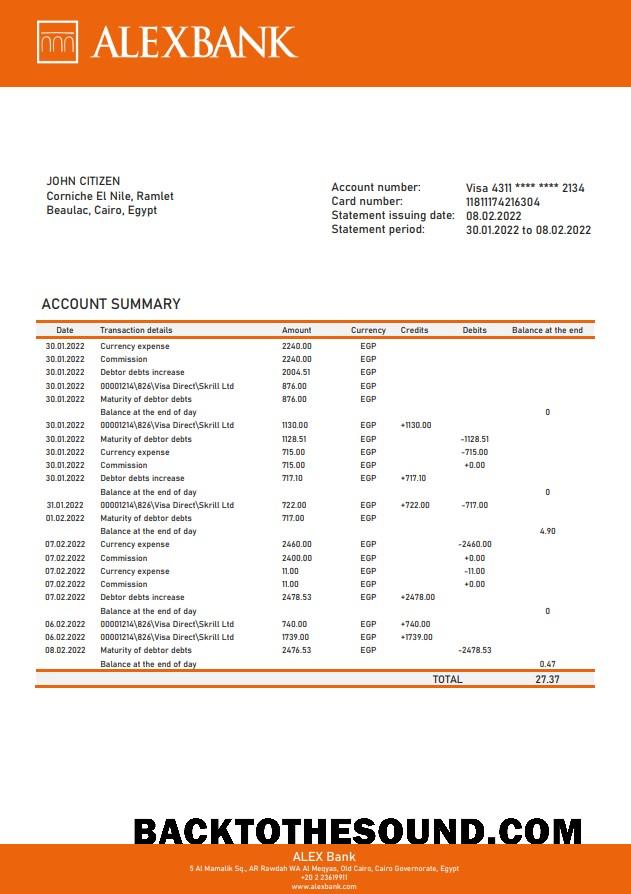 ALEXBANK
JOHN CITIZEN
Corniche El Nile, Ramlet
Beaulac, Cairo, Egypt
Account number: Visa 4311 **** **** 2134
Card number: 11811174216304
Statement issuing date: 08.02.2022
Statement period: 30.01.2022 to 08.02.2022
ACCOUNT SUMMARY
Date Transaction details Amount Currency Credits Debits Balance at the end
30.01.2022 Currency expense 2240.00 EGP
30.01.2022 Commission 2240.00 EGP
30.01.2022 Debtor debts increase 2004.51 EGP
30.01.2022 00001214\826\Visa Direct\Skrill Ltd 876.00 EGP
30.01.2022 Maturity of debtor debts 876.00 EGP
Balance at the end of day 0
30.01.2022 00001214\826\Visa Direct\Skrill Ltd 1130.00 EGP +1130.00
30.01.2022 Maturity of debtor debts 1128.51 EGP -1128.51
30.01.2022 Currency expense 715.00 EGP -715.00
30.01.2022 Commission 715.00 EGP +0.00
30.01.2022 Debtor debts increase 717.10 EGP +717.10
Balance at the end of day 0
31.01.2022 00001214\826\Visa Direct\Skrill Ltd 722.00 EGP +722.00 -717.00
01.02.2022 Maturity of debtor debts 717.00 EGP
Balance at the end of day 4.90
07.02.2022 Currency expense 2460.00 EGP -2460.00
07.02.2022 Commission 2400.00 EGP +0.00
07.02.2022 Currency expense 11.00 EGP -11.00
07.02.2022 Commission 11.00 EGP +0.00
07.02.2022 Debtor debts increase 2478.53 EGP +2478.00
Balance at the end of day 0
06.02.2022 00001214\826\Visa Direct\Skrill Ltd 740.00 EGP +740.00
06.02.2022 00001214\826\Visa Direct\Skrill Ltd 1739.00 EGP +1739.00
08.02.2022 Maturity of debtor debts 2476.53 EGP -2478.53
Balance at the end of day 0.47
TOTAL 27.37
BACKTOTHESOUND.COM
ALEX Bank
5 Al Mamalik Sq., AR Rawdah WA Al Meqyas, Old Cairo, Cairo Governorate, Egypt
+20 2 23619911
www.alexbank.com